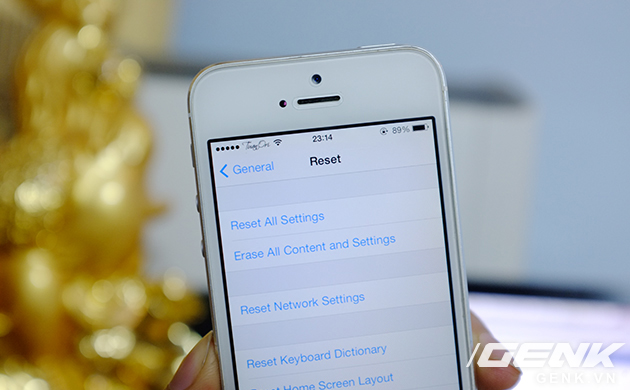 TuanCoi 23:14 89%
General Reset
Reset All Settings
Erase All Content and Settings
Reset Network Settings
Reset Keyboard Dictionary
Reset Home Screen Layout
GENK
GENK.VN